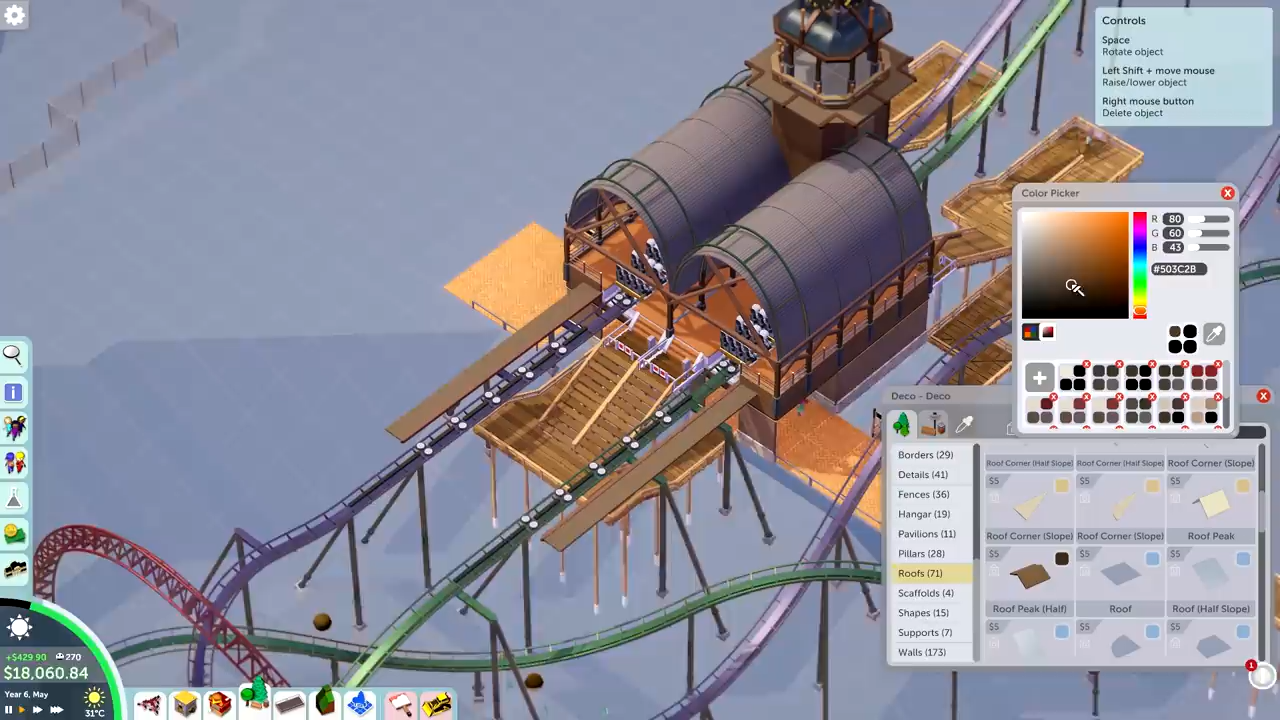 Controls
Space
Rotate object
Left Shift + move mouse
Raise/lower object
Right mouse button
Delete object
Color Picker
R 80
G 60
B 43
#503C2B
Deco - Deco
Borders (29)
Details (41)
Fences (36)
Hangar (19)
Pavilions (11)
Pillars (28)
Roofs (71)
Scaffolds (4)
Shapes (15)
Supports (7)
Walls (173)
Roof Corner (Half Slope) Roof Corner (Half Slope) Roof Corner (Slope)
$5 $5 $5
Roof Corner (Slope) Roof Corner (Slope) Roof Peak
$5 $5 $5
Roof Peak (Half) Roof Roof (Half Slope)
$5 $5 $5
1
+$429.90 270
$18,060.84
Year 6, May
31°C